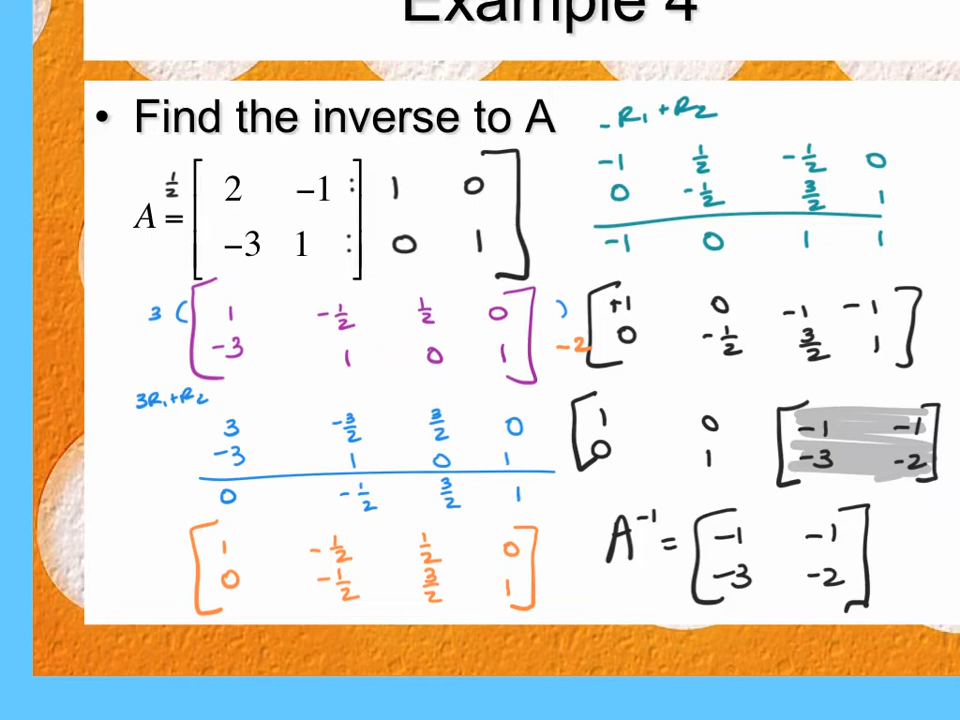 Example 4
• Find the inverse to A
-R₁ + R₂
-1 1/2 -1/2 0
0 -1/2 3/2 1
-1 0 1 1
1/2
A = [ 2 -1 : 1 0 ]
[ -3 1 : 0 1 ]
3 ( [ 1 -1/2 1/2 0 ] )
[ -3 1 0 1 ]
[ +1 0 -1 -1 ]
-2 [ 0 -1/2 3/2 1 ]
3R₁+R₂
3 -3/2 3/2 0
-3 1 0 1
0 -1/2 3/2 1
[ 1 0 [ -1 -1 ]
[ 0 1 [ -3 -2 ]
[ 1 -1/2 1/2 0 ]
[ 0 -1/2 3/2 1 ]
A⁻¹ = [ -1 -1 ]
[ -3 -2 ]